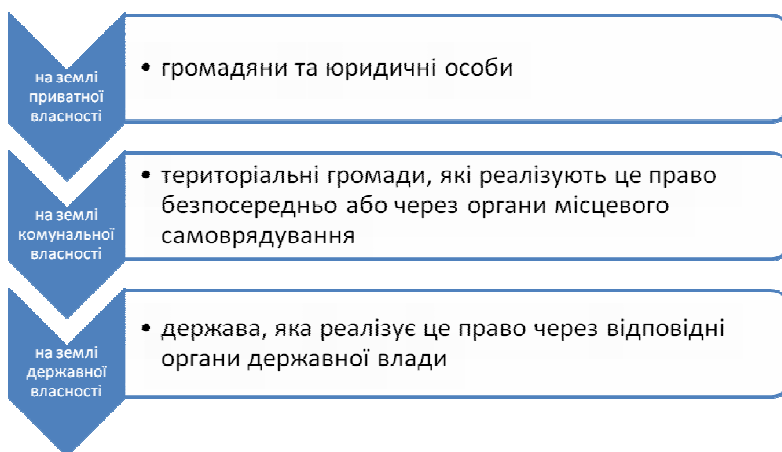 на землі
приватної
власності
• громадяни та юридичні особи
на землі
комунальної
власності
• територіальні громади, які реалізують це право
безпосередньо або через органи місцевого
самоврядування
на землі
державної
власності
• держава, яка реалізує це право через відповідні
органи державної влади